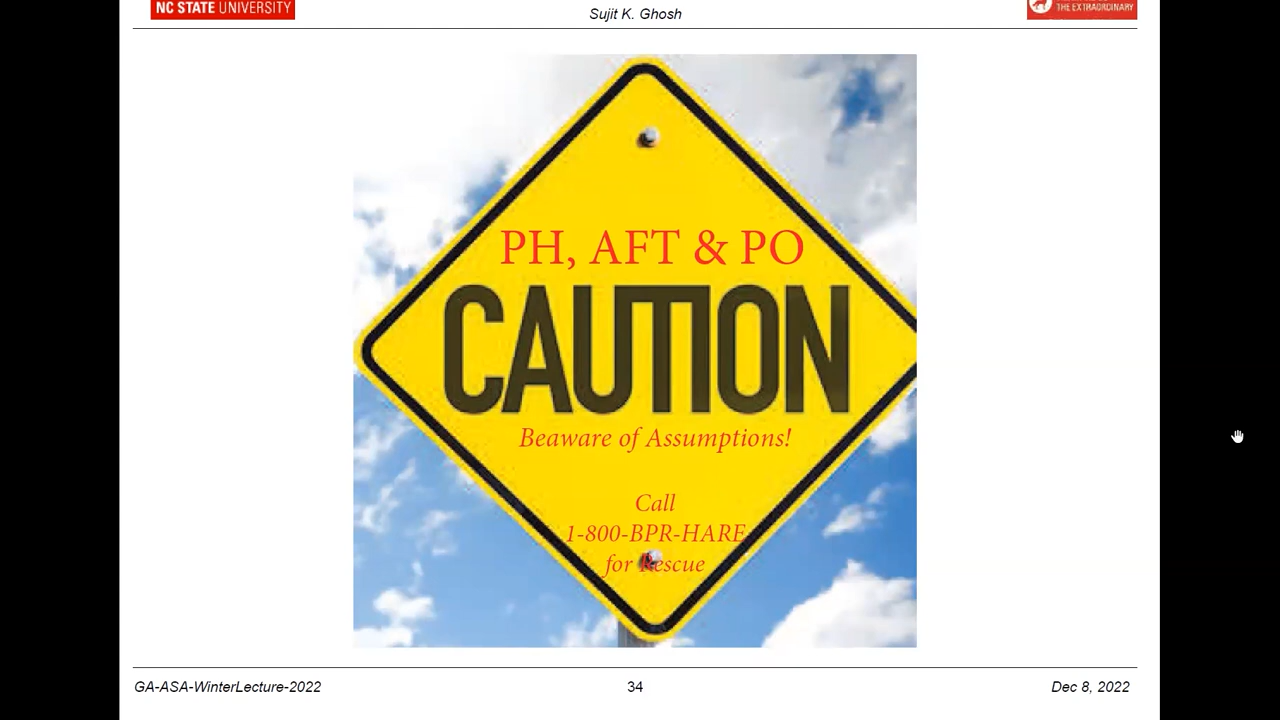 NC STATE UNIVERSITY
Sujit K. Ghosh
THE EXTRAORDINARY
PH, AFT & PO
CAUTION
Beaware of Assumptions!
Call
1-800-BPR-HARE
for Rescue
GA-ASA-WinterLecture-2022
34
Dec 8, 2022